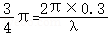 3/4 π = 2π×0.3/λ